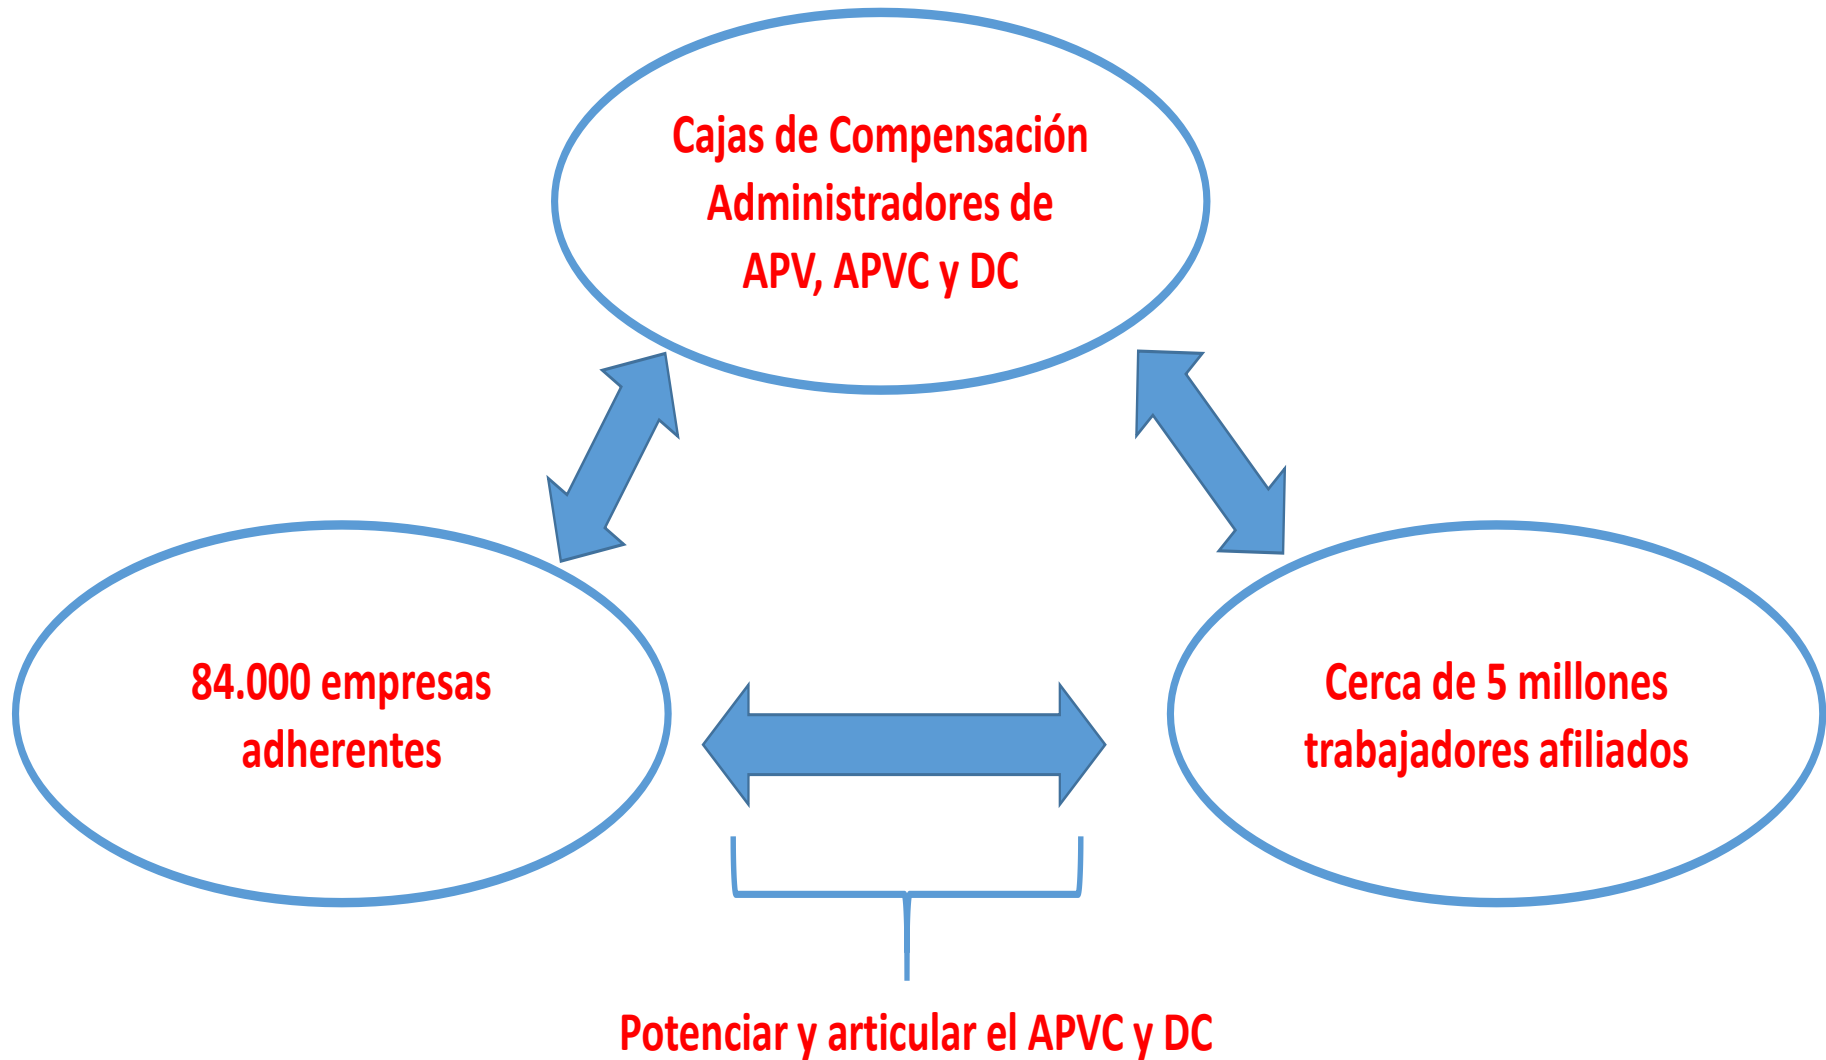 Cajas de Compensación
Administradores de
APV, APVC y DC
84.000 empresas
adherentes
Cerca de 5 millones
trabajadores afiliados
Potenciar y articular el APVC y DC